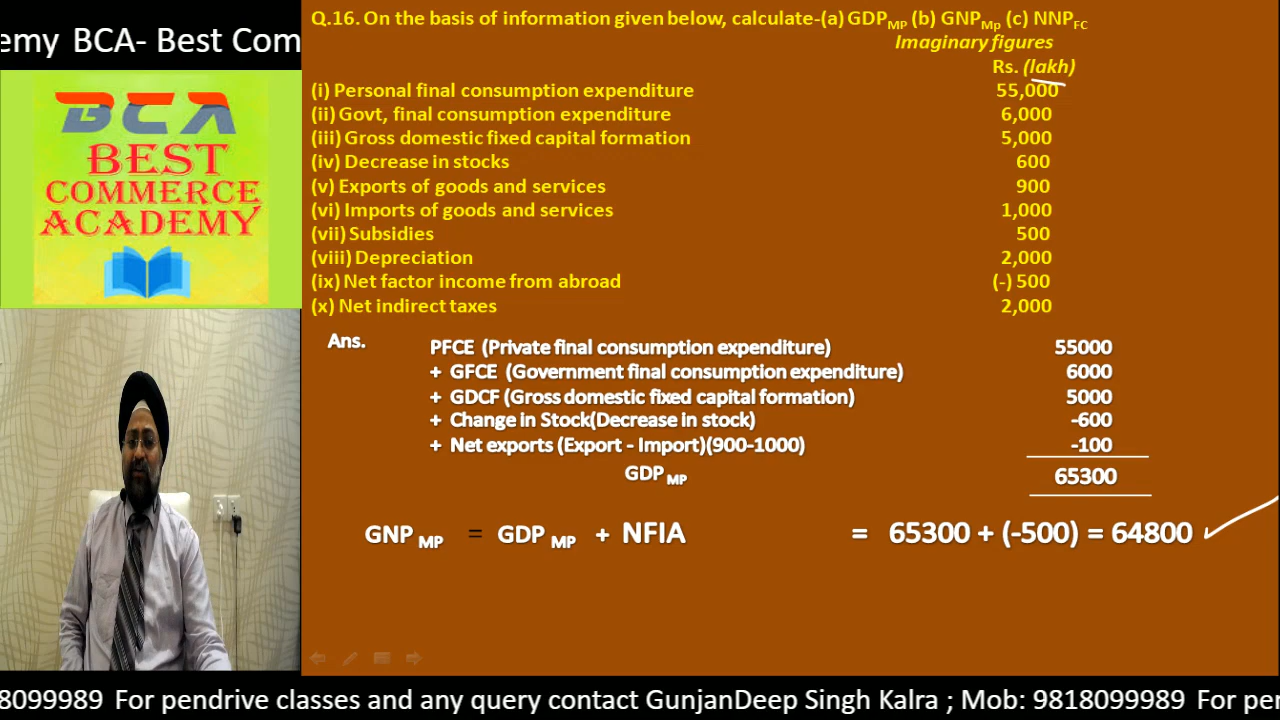 emy BCA- Best Com
BCA
BEST
COMMERCE
ACADEMY
Q.16. On the basis of information given below, calculate-(a) GDPMP (b) GNPMp (c) NNPFC
Imaginary figures
Rs. (lakh)
(i) Personal final consumption expenditure 55,000
(ii) Govt, final consumption expenditure 6,000
(iii) Gross domestic fixed capital formation 5,000
(iv) Decrease in stocks 600
(v) Exports of goods and services 900
(vi) Imports of goods and services 1,000
(vii) Subsidies 500
(viii) Depreciation 2,000
(ix) Net factor income from abroad (-) 500
(x) Net indirect taxes 2,000
Ans. PFCE (Private final consumption expenditure) 55000
+ GFCE (Government final consumption expenditure) 6000
+ GDCF (Gross domestic fixed capital formation) 5000
+ Change in Stock(Decrease in stock) -600
+ Net exports (Export - Import)(900-1000) -100
GDP MP 65300
GNP MP = GDP MP + NFIA = 65300 + (-500) = 64800
8099989 For pendrive classes and any query contact GunjanDeep Singh Kalra ; Mob: 9818099989 For per